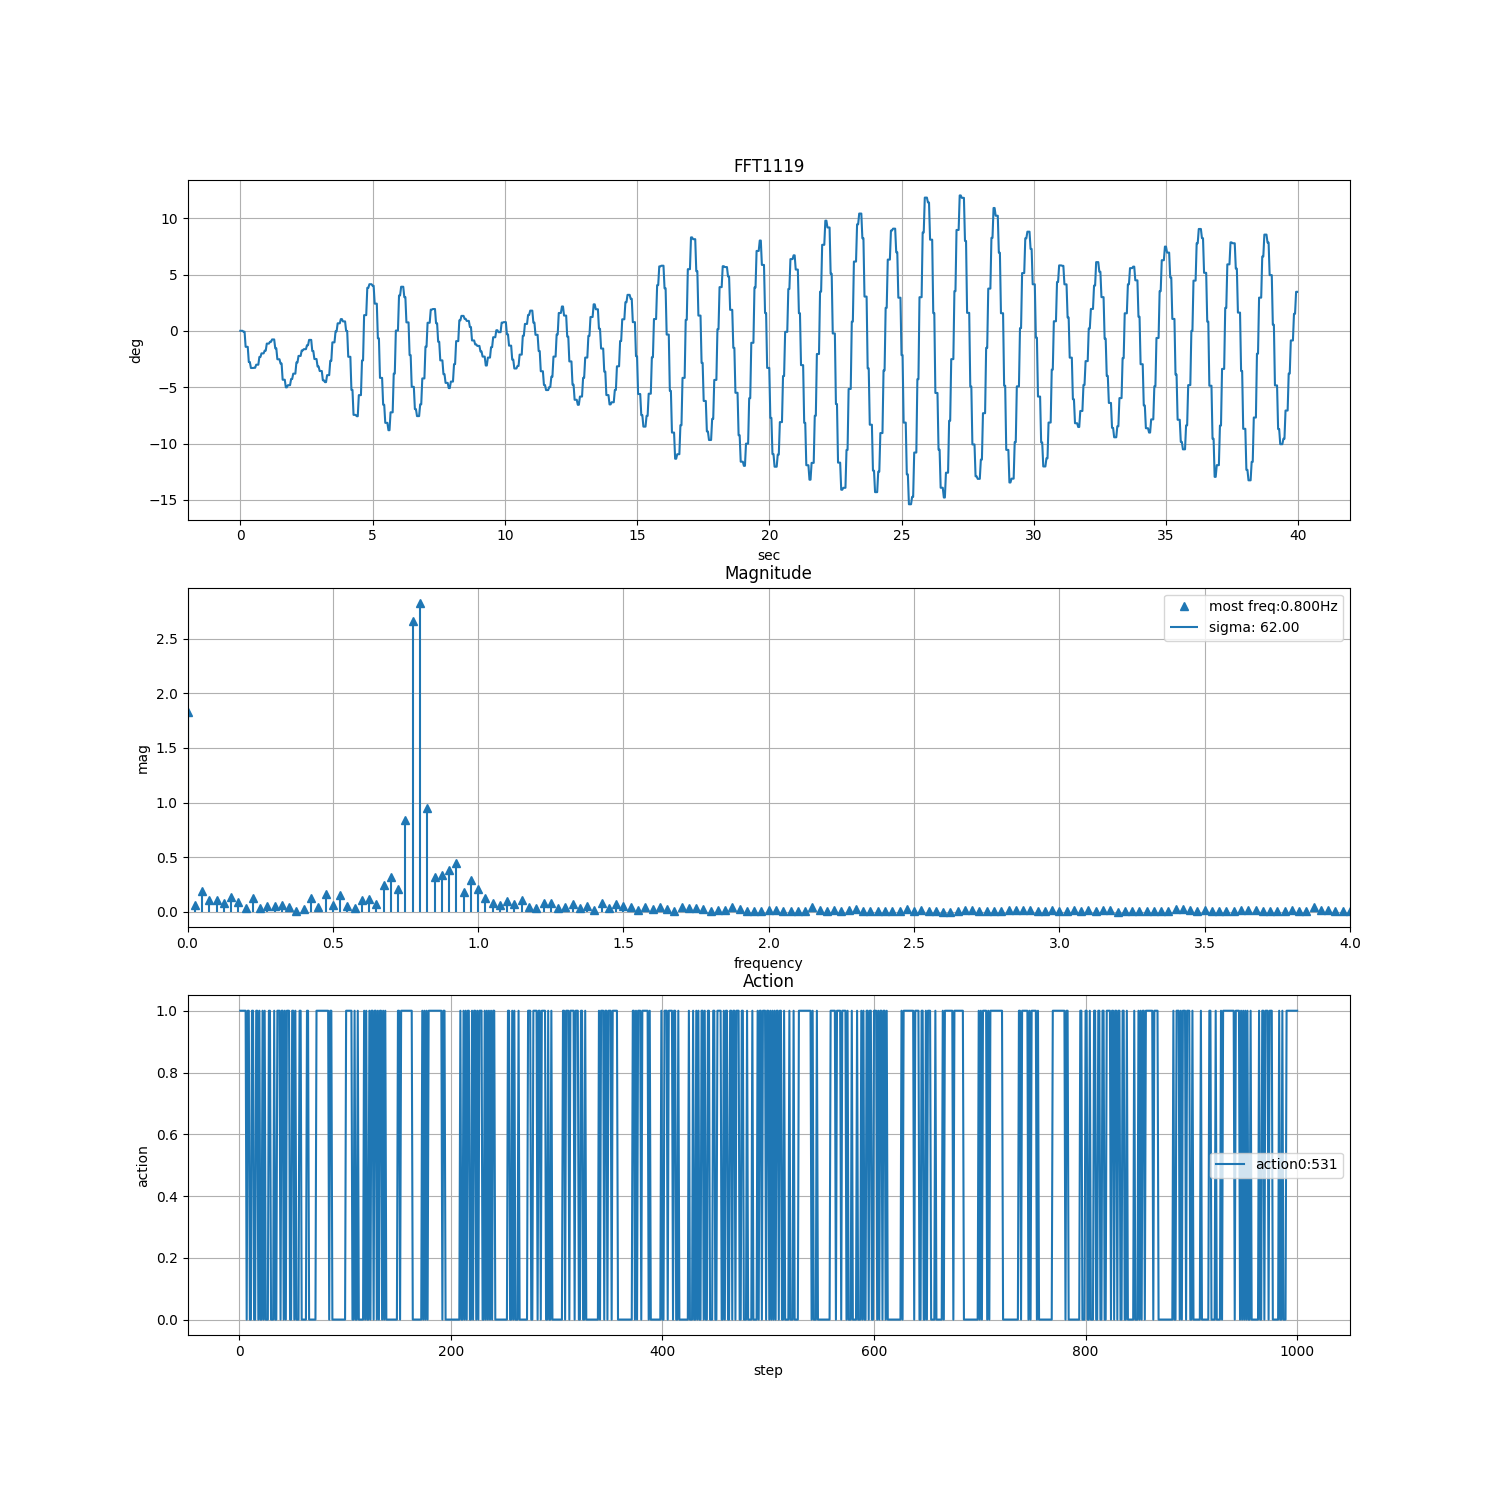 FFT1119
deg
10
5
0
−5
−10
−15
0 5 10 15 20 25 30 35 40
sec
Magnitude
mag
2.5
2.0
1.5
1.0
0.5
0.0
most freq:0.800Hz
sigma: 62.00
0.0 0.5 1.0 1.5 2.0 2.5 3.0 3.5 4.0
frequency
Action
action
1.0
0.8
0.6
0.4
0.2
0.0
action0:531
0 200 400 600 800 1000
step